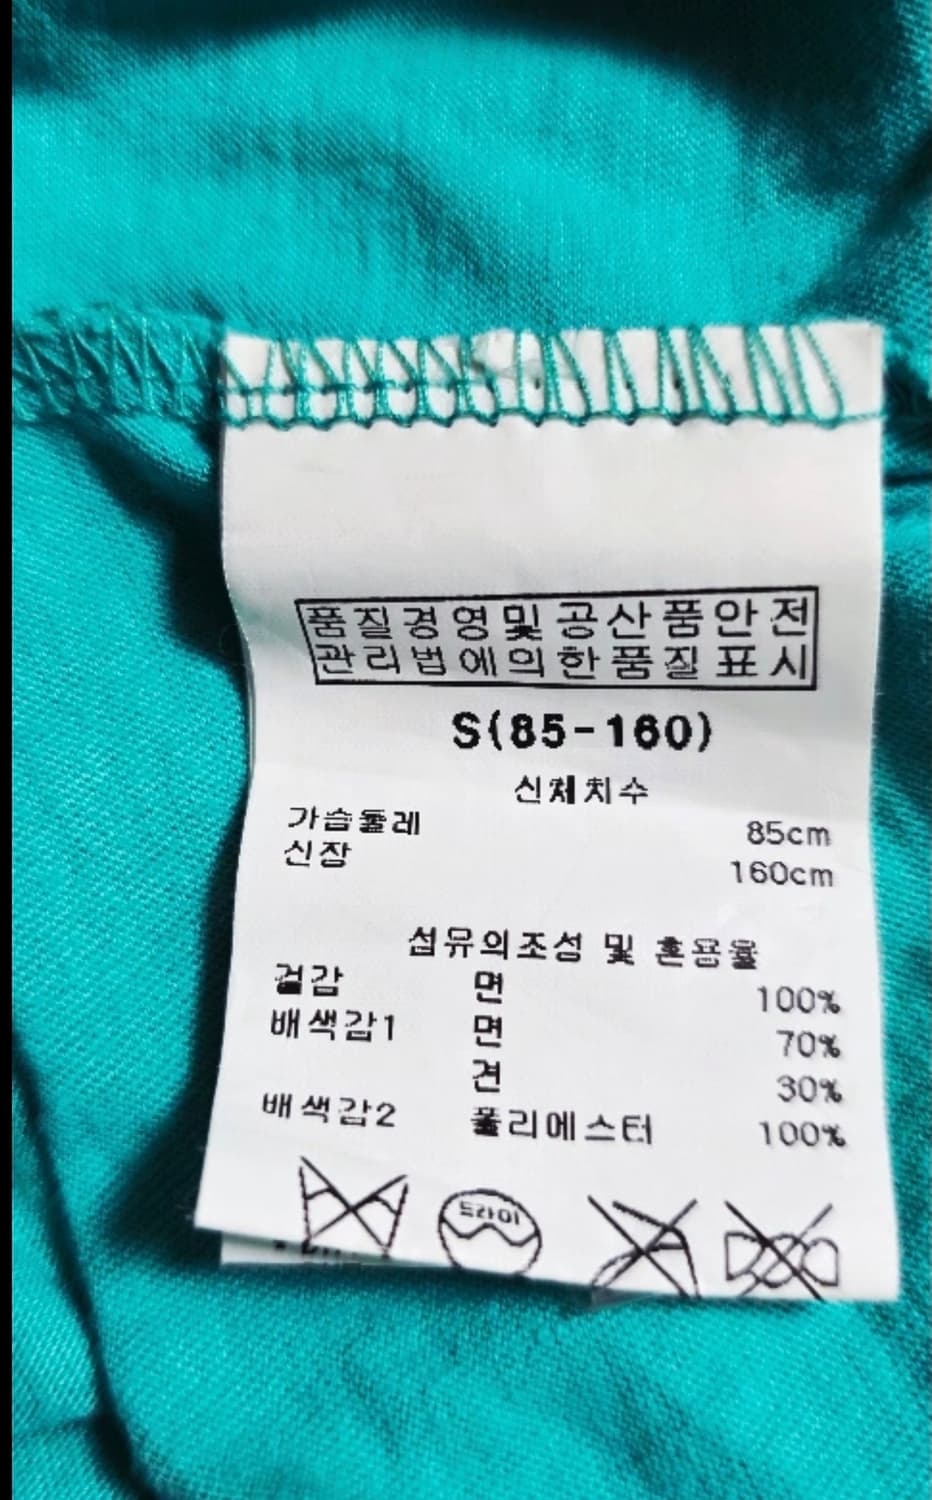 품질경영및공산품안전
관리법에의한품질표시
S(85-160)
신체치수
가슴둘레 85cm
신장 160cm
섬유의조성 및 혼용율
겉감 면 100%
배색감1 면 70%
견 30%
배색감2 폴리에스터 100%
드라이